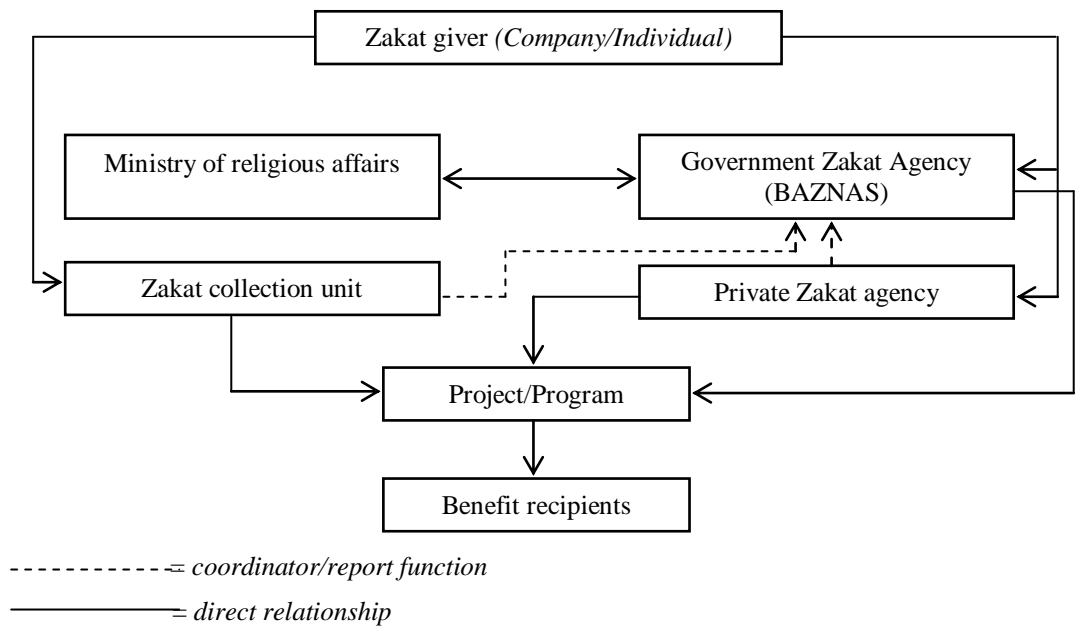 Zakat giver (Company/Individual)
Ministry of religious affairs
Government Zakat Agency
(BAZNAS)
Zakat collection unit
Private Zakat agency
Project/Program
Benefit recipients
= coordinator/report function
= direct relationship